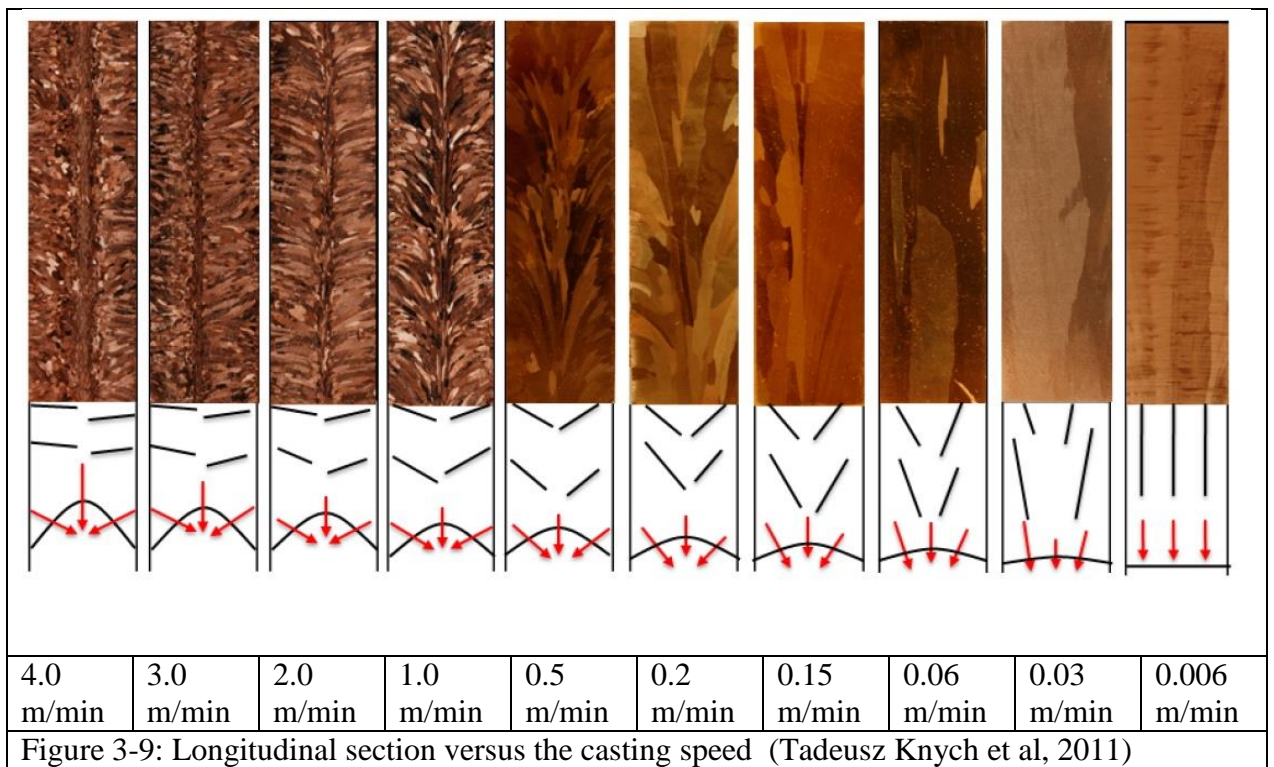 4.0 3.0 2.0 1.0 0.5 0.2 0.15 0.06 0.03 0.006
m/min m/min m/min m/min m/min m/min m/min m/min m/min m/min
Figure 3-9: Longitudinal section versus the casting speed (Tadeusz Knych et al, 2011)